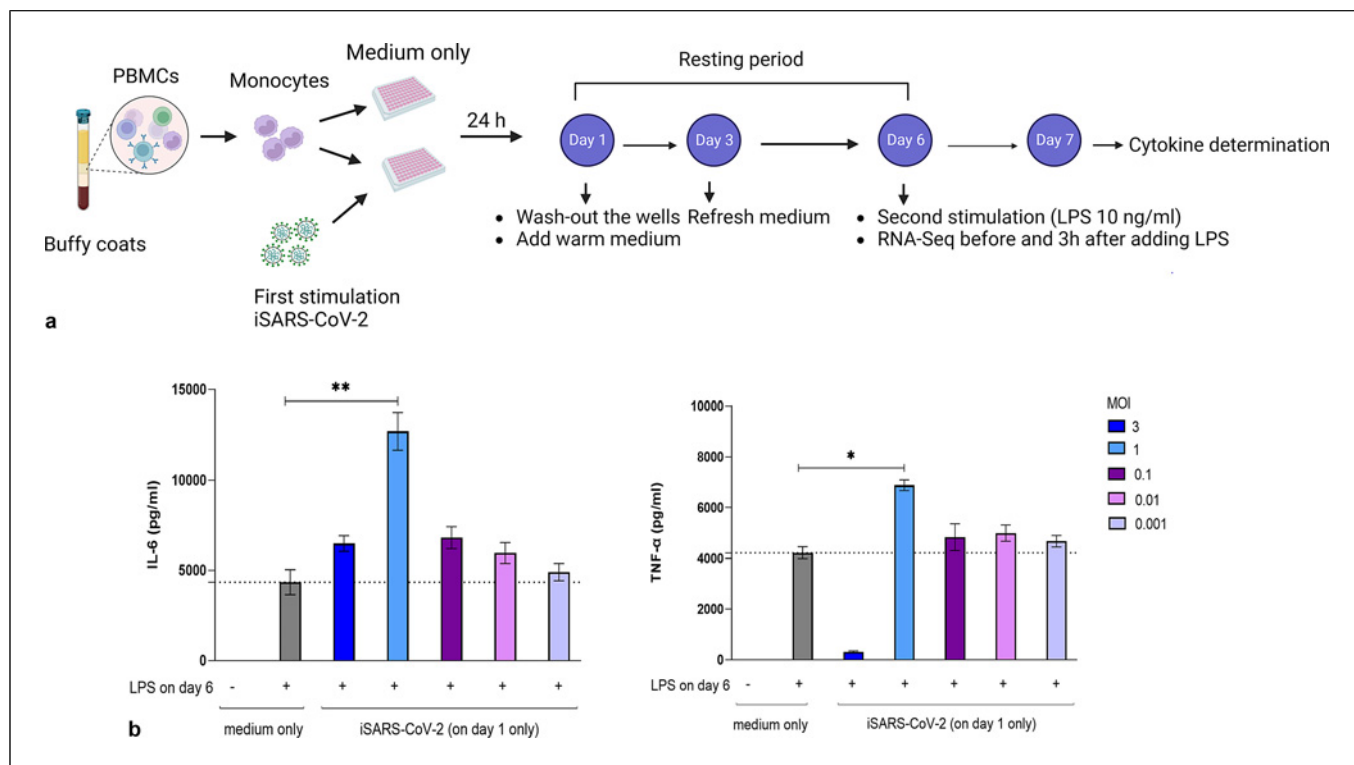 Medium only
PBMCs
Monocytes
Resting period
24 h
Day 1
Day 3
Day 6
Day 7
Cytokine determination
Buffy coats
• Wash-out the wells
• Add warm medium
Refresh medium
• Second stimulation (LPS 10 ng/ml)
• RNA-Seq before and 3h after adding LPS
First stimulation
iSARS-CoV-2
a
IL-6 (pg/ml)
15000
10000
5000
0
**
LPS on day 6 - + + + + + +
medium only
iSARS-CoV-2 (on day 1 only)
b
TNF-α (pg/ml)
10000
8000
6000
4000
2000
0
*
LPS on day 6 - + + + + + +
medium only
iSARS-CoV-2 (on day 1 only)
MOI
3
1
0.1
0.01
0.001